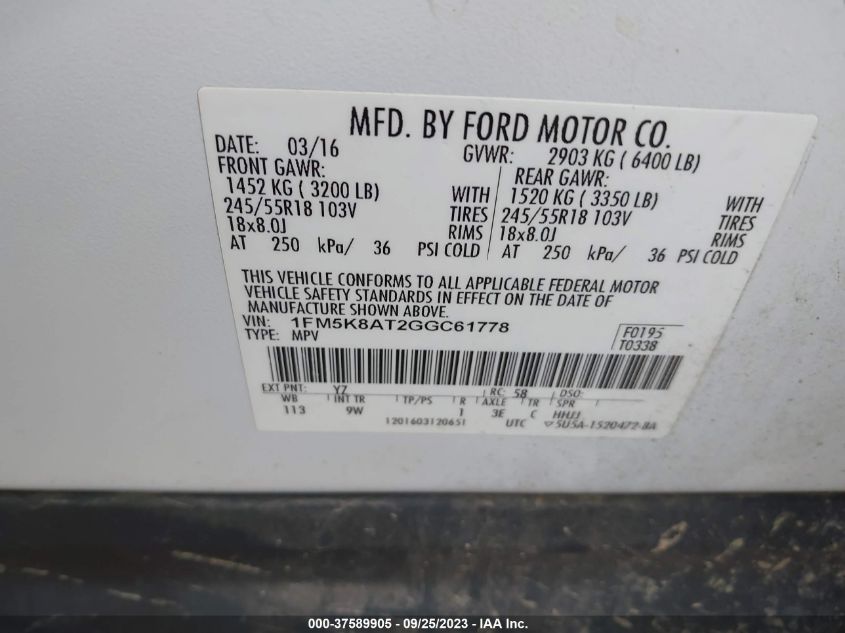 MFD. BY FORD MOTOR CO.
DATE: 03/16 GVWR: 2903 KG ( 6400 LB)
FRONT GAWR: REAR GAWR:
1452 KG ( 3200 LB) WITH 1520 KG ( 3350 LB) WITH
245/55R18 103V TIRES 245/55R18 103V TIRES
18x8.0J RIMS 18x8.0J RIMS
AT 250 kPa/ 36 PSI COLD AT 250 kPa/ 36 PSI COLD
THIS VEHICLE CONFORMS TO ALL APPLICABLE FEDERAL MOTOR
VEHICLE SAFETY STANDARDS IN EFFECT ON THE DATE OF
MANUFACTURE SHOWN ABOVE.
VIN: 1FM5K8AT2GGC61778 F0195
TYPE: MPV T0338
EXT PNT: YZ RC: 58 DSO:
WB INT TR TP/PS R AXLE TR SPR
113 9W 1 3E C HHJJ
1201603120651 UTC 5U5A-1520472-BA
000-37589905 - 09/25/2023 - IAA Inc.